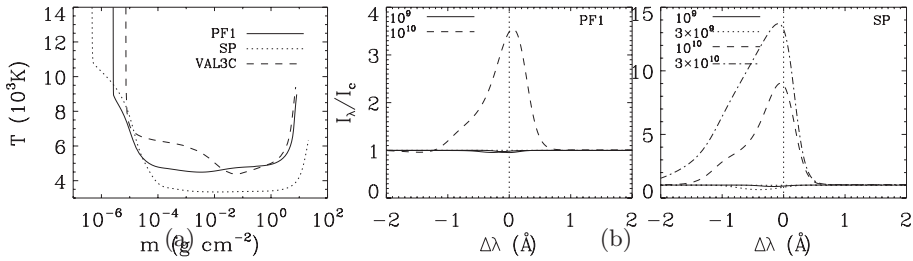 14
12
10
8
6
4
T (10³K)
PF1
SP
VAL3C
10⁻⁶ 10⁻⁴ 10⁻² 10⁰ 10²
m (g cm⁻²)
(a)
4
3
2
1
0
I_λ/I_c
10⁹
10¹⁰
PF1
−2 −1 0 1 2
Δλ (Å)
(b)
15
10
5
0
10⁹
3×10⁹
10¹⁰
3×10¹⁰
SP
−2 −1 0 1 2
Δλ (Å)